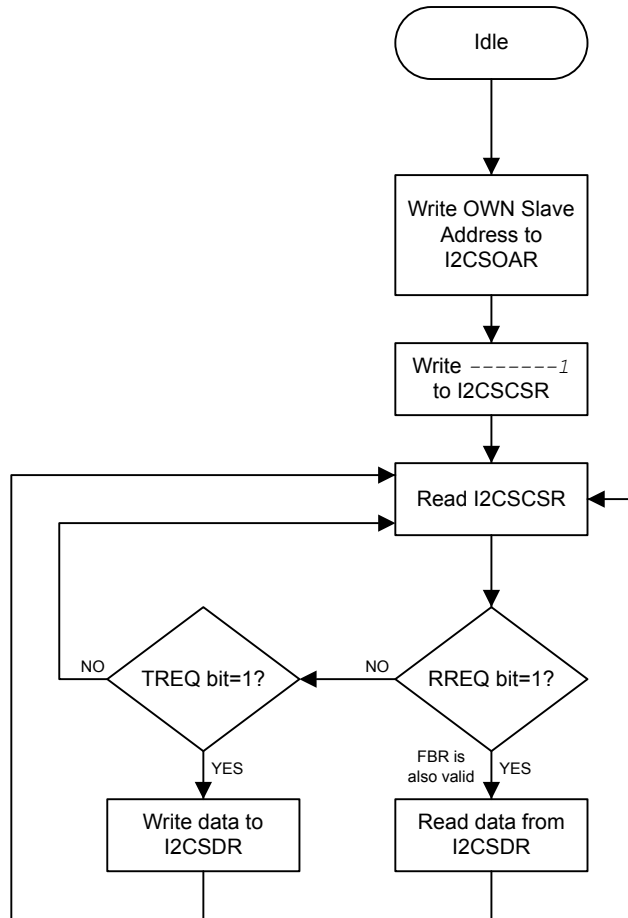 Idle
Write OWN Slave
Address to
I2CSOAR
Write -------1
to I2CSCSR
Read I2CSCSR
NO
TREQ bit=1?
NO
RREQ bit=1?
YES
FBR is
also valid
YES
Write data to
I2CSDR
Read data from
I2CSDR